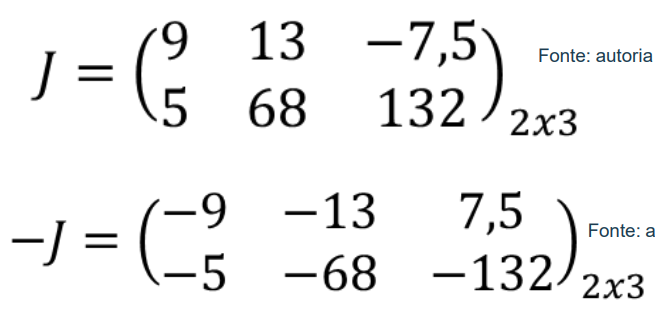 J = (9 13 −7,5
5 68 132)2x3
Fonte: autoria
−J = (−9 −13 7,5
−5 −68 −132)2x3
Fonte: a